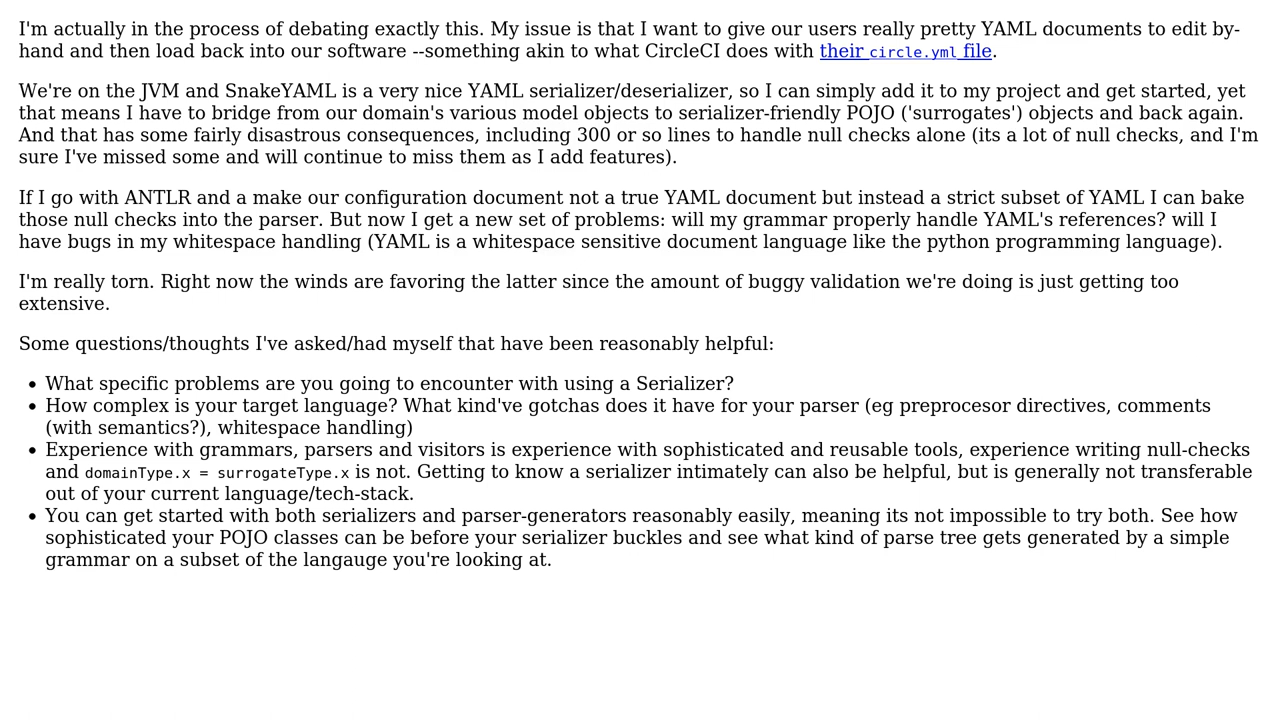 I'm actually in the process of debating exactly this. My issue is that I want to give our users really pretty YAML documents to edit by-
hand and then load back into our software --something akin to what CircleCI does with their circle.yml file.
We're on the JVM and SnakeYAML is a very nice YAML serializer/deserializer, so I can simply add it to my project and get started, yet
that means I have to bridge from our domain's various model objects to serializer-friendly POJO ('surrogates') objects and back again.
And that has some fairly disastrous consequences, including 300 or so lines to handle null checks alone (its a lot of null checks, and I'm
sure I've missed some and will continue to miss them as I add features).
If I go with ANTLR and a make our configuration document not a true YAML document but instead a strict subset of YAML I can bake
those null checks into the parser. But now I get a new set of problems: will my grammar properly handle YAML's references? will I
have bugs in my whitespace handling (YAML is a whitespace sensitive document language like the python programming language).
I'm really torn. Right now the winds are favoring the latter since the amount of buggy validation we're doing is just getting too
extensive.
Some questions/thoughts I've asked/had myself that have been reasonably helpful:
• What specific problems are you going to encounter with using a Serializer?
• How complex is your target language? What kind've gotchas does it have for your parser (eg preprocesor directives, comments
(with semantics?), whitespace handling)
• Experience with grammars, parsers and visitors is experience with sophisticated and reusable tools, experience writing null-checks
and domainType.x = surrogateType.x is not. Getting to know a serializer intimately can also be helpful, but is generally not transferable
out of your current language/tech-stack.
• You can get started with both serializers and parser-generators reasonably easily, meaning its not impossible to try both. See how
sophisticated your POJO classes can be before your serializer buckles and see what kind of parse tree gets generated by a simple
grammar on a subset of the langauge you're looking at.